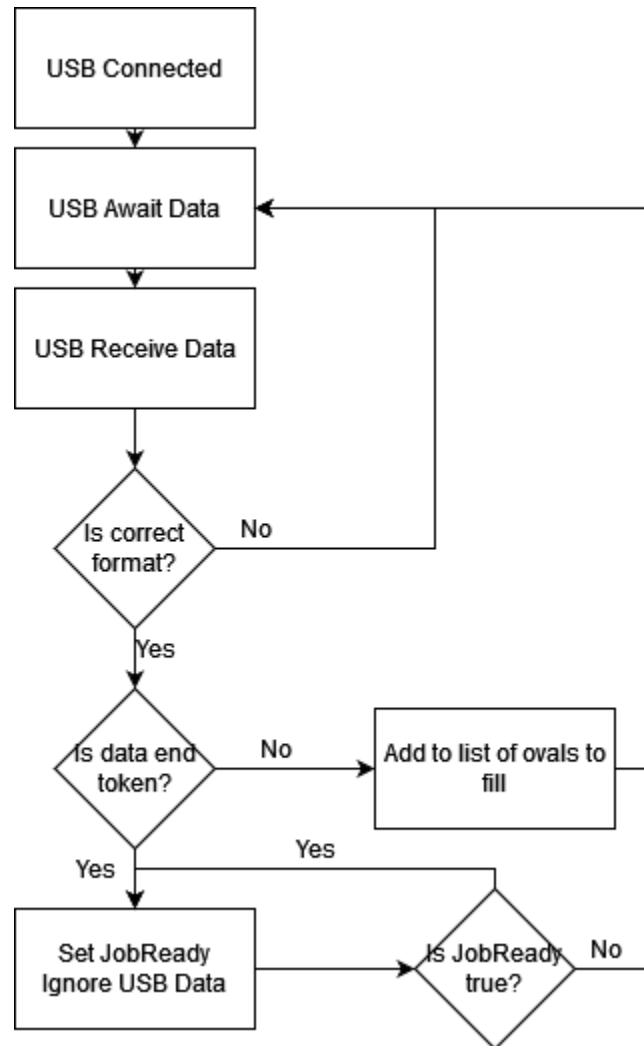 USB Connected
USB Await Data
USB Receive Data
Is correct
format?
No
Yes
Is data end
token?
No
Add to list of ovals to
fill
Yes
Yes
Set JobReady
Ignore USB Data
Is JobReady
true?
No